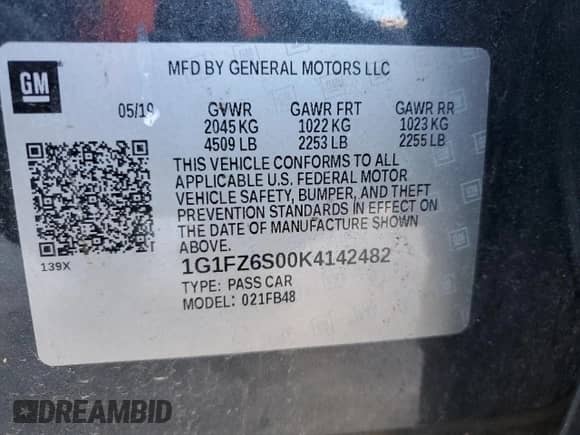 GM
MFD BY GENERAL MOTORS LLC
05/19 GVWR GAWR FRT GAWR RR
2045 KG 1022 KG 1023 KG
4509 LB 2253 LB 2255 LB
THIS VEHICLE CONFORMS TO ALL
APPLICABLE U.S. FEDERAL MOTOR
VEHICLE SAFETY, BUMPER, AND THEFT
PREVENTION STANDARDS IN EFFECT ON
THE DATE OF MANUFACTURE SHOWN
ABOVE.
139X
1G1FZ6S00K4142482
TYPE: PASS CAR
MODEL: 021FB48
DREAMBID